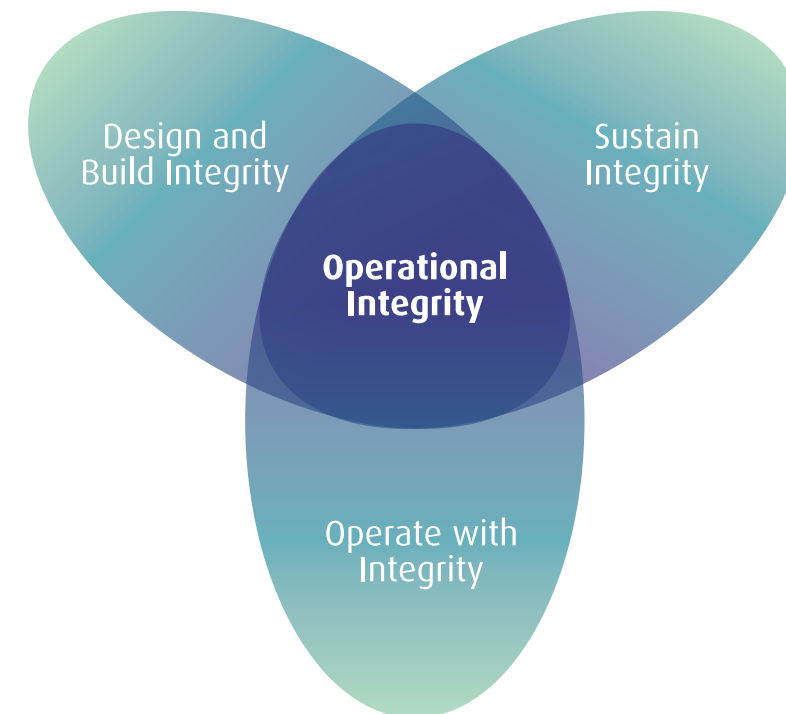 Design and
Build Integrity
Sustain
Integrity
Operational
Integrity
Operate with
Integrity